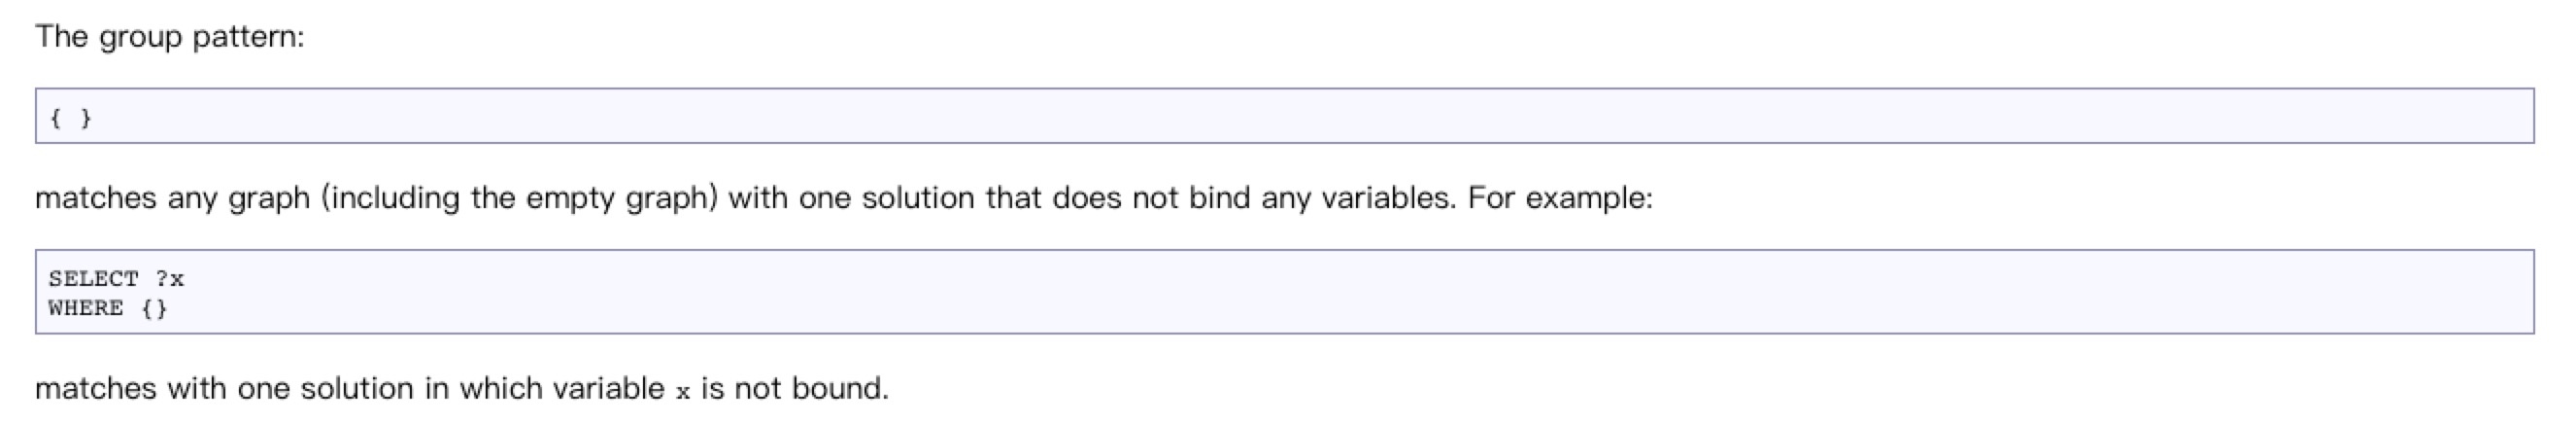 The group pattern:
{ }
matches any graph (including the empty graph) with one solution that does not bind any variables. For example:
SELECT ?x
WHERE {}
matches with one solution in which variable x is not bound.